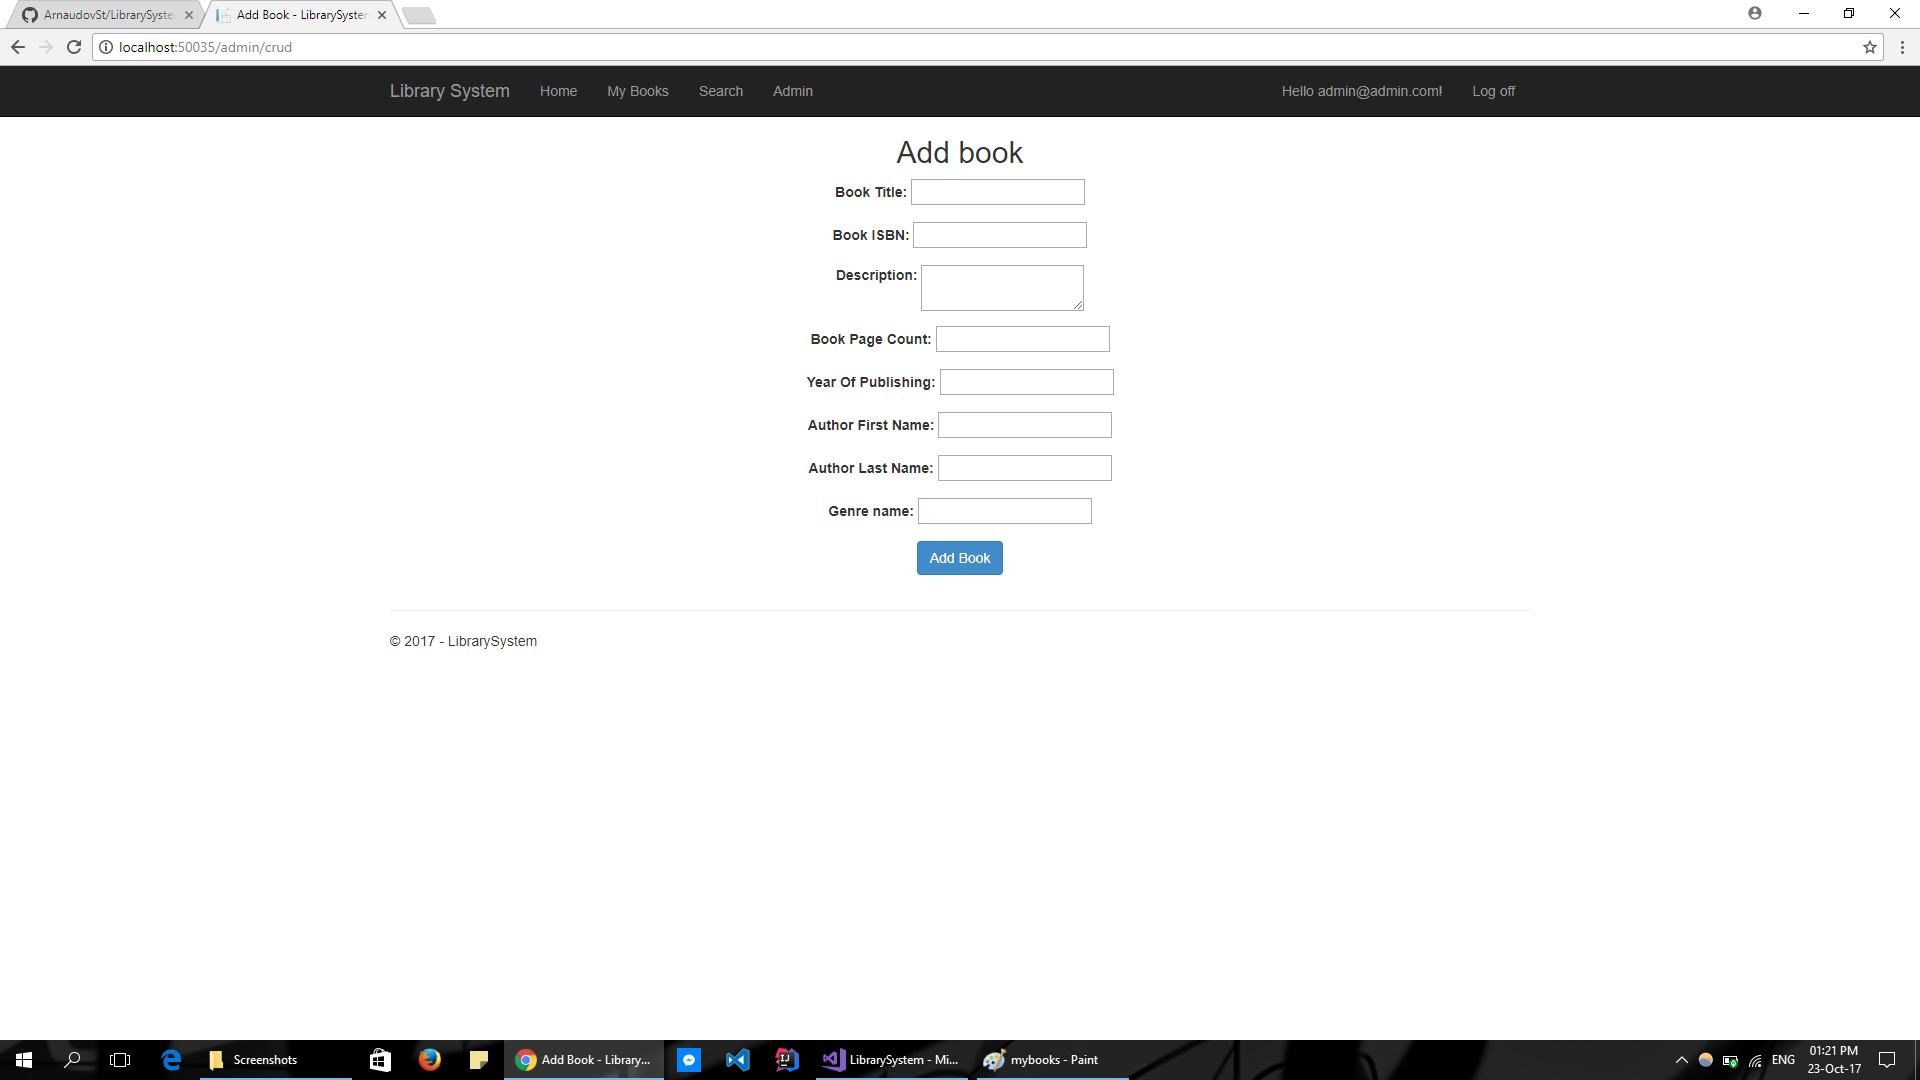 ArnaudovSt/LibrarySyste
Add Book - LibrarySystem
localhost:50035/admin/crud
Library System Home My Books Search Admin Hello admin@admin.com! Log off
Add book
Book Title:
Book ISBN:
Description:
Book Page Count:
Year Of Publishing:
Author First Name:
Author Last Name:
Genre name:
Add Book
© 2017 - LibrarySystem
Screenshots
Add Book - Library...
LibrarySystem - Mi...
mybooks - Paint
ENG
01:21 PM
23-Oct-17